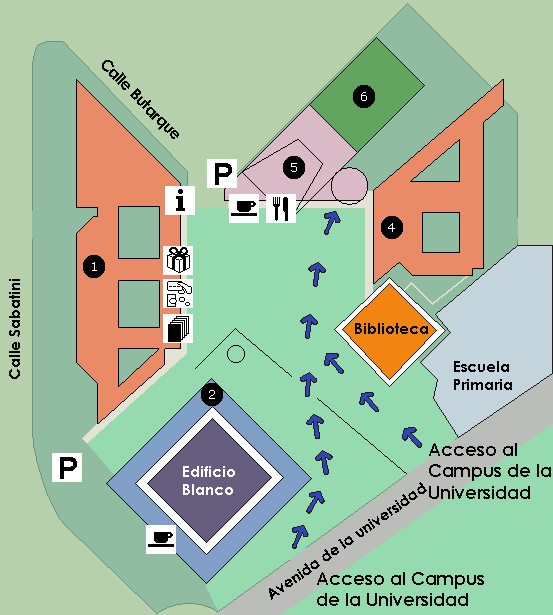 Calle Butarque
6
P
5
i
4
1
Calle Sabatini
Biblioteca
Escuela
Primaria
2
P
Edificio
Blanco
Acceso al
Campus de la
Universidad
Avenida de la universidad
Acceso al Campus
de la Universidad